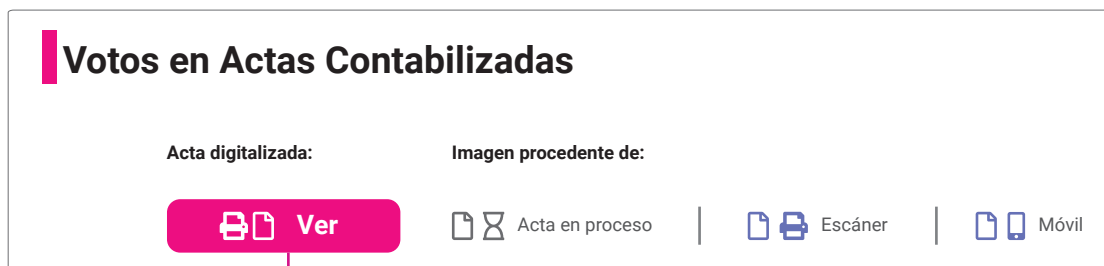 Votos en Actas Contabilizadas
Acta digitalizada: Imagen procedente de:
Ver Acta en proceso Escáner Móvil